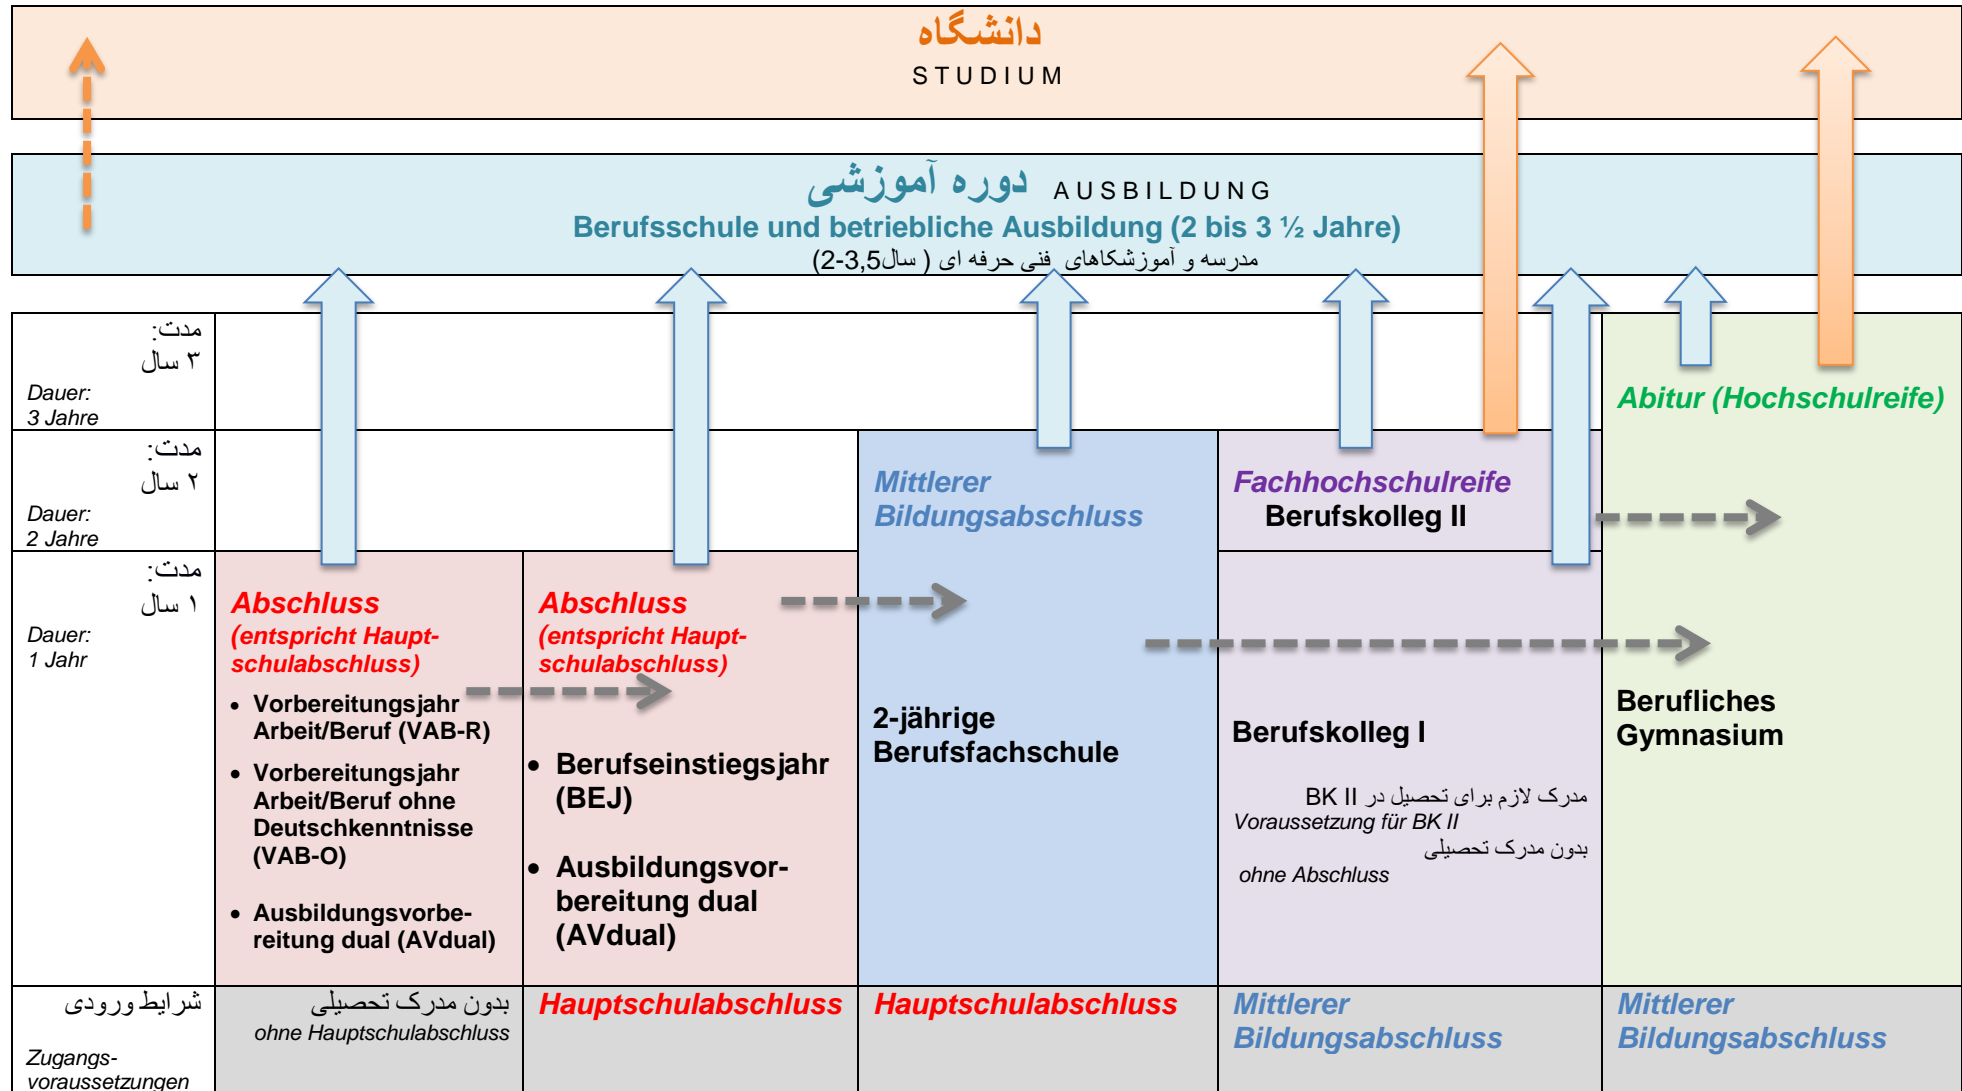 دانشگاه
STUDIUM
دوره آموزشی AUSBILDUNG
Berufsschule und betriebliche Ausbildung (2 bis 3 ½ Jahre)
مدرسه و آموزشکاهای فنی حرفه ای ( سال2-3,5)
مدت:
۳ سال
Dauer:
3 Jahre
Abitur (Hochschulreife)
مدت:
۲ سال
Dauer:
2 Jahre
Mittlerer
Bildungsabschluss
Fachhochschulreife
Berufskolleg II
مدت:
۱ سال
Dauer:
1 Jahr
Abschluss
(entspricht Haupt-
schulabschluss)
• Vorbereitungsjahr
Arbeit/Beruf (VAB-R)
• Vorbereitungsjahr
Arbeit/Beruf ohne
Deutschkenntnisse
(VAB-O)
• Ausbildungsvorbe-
reitung dual (AVdual)
Abschluss
(entspricht Haupt-
schulabschluss)
• Berufseinstiegsjahr
(BEJ)
• Ausbildungsvor-
bereitung dual
(AVdual)
2-jährige
Berufsfachschule
Berufskolleg I
مدرک لازم برای تحصیل در BK II
Voraussetzung für BK II
بدون مدرک تحصیلی
ohne Abschluss
Berufliches
Gymnasium
شرایط ورودی
Zugangs-
voraussetzungen
بدون مدرک تحصیلی
ohne Hauptschulabschluss
Hauptschulabschluss
Hauptschulabschluss
Mittlerer
Bildungsabschluss
Mittlerer
Bildungsabschluss